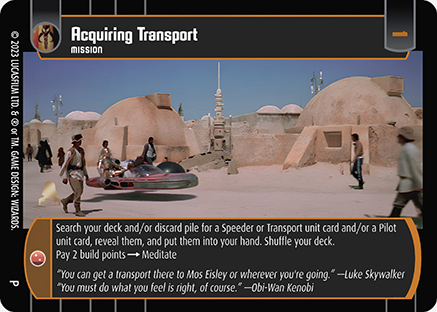 Acquiring Transport
MISSION
1
© 2023 LUCASFILM LTD. & ® or TM. GAME DESIGN: WIZARDS.
P
Search your deck and/or discard pile for a Speeder or Transport unit card and/or a Pilot
unit card, reveal them, and put them into your hand. Shuffle your deck.
Pay 2 build points → Meditate
“You can get a transport there to Mos Eisley or wherever you're going.” —Luke Skywalker
“You must do what you feel is right, of course.” —Obi-Wan Kenobi